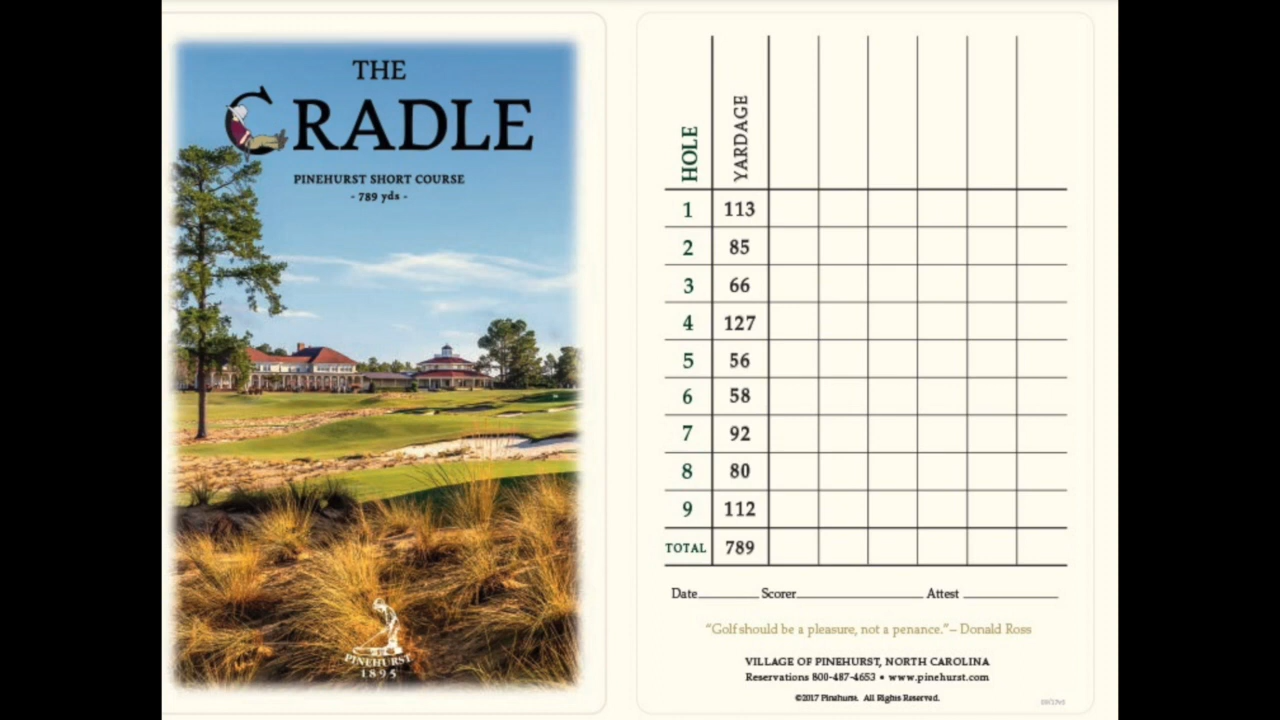 THE
CRADLE
PINEHURST SHORT COURSE
- 789 yds -
PINEHURST
1895
HOLE YARDAGE
1 113
2 85
3 66
4 127
5 56
6 58
7 92
8 80
9 112
TOTAL 789
Date Scorer Attest
“Golf should be a pleasure, not a penance.”– Donald Ross
VILLAGE OF PINEHURST, NORTH CAROLINA
Reservations 800-487-4653 • www.pinehurst.com
©2017 Pinehurst. All Rights Reserved.